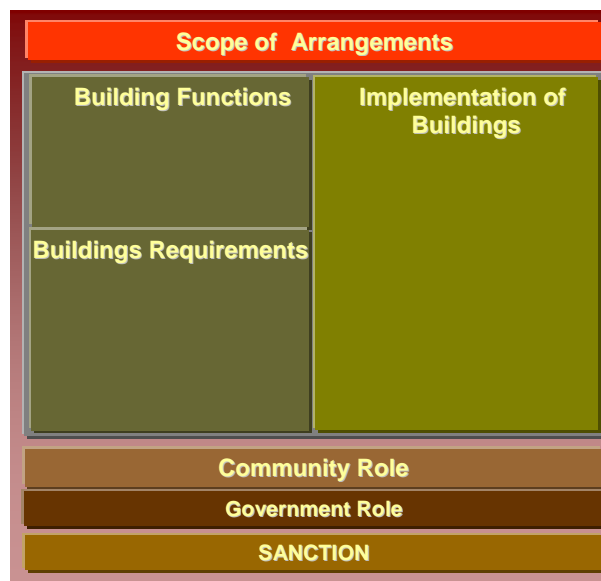 Scope of Arrangements
Building Functions
Buildings Requirements
Implementation of
Buildings
Community Role
Government Role
SANCTION